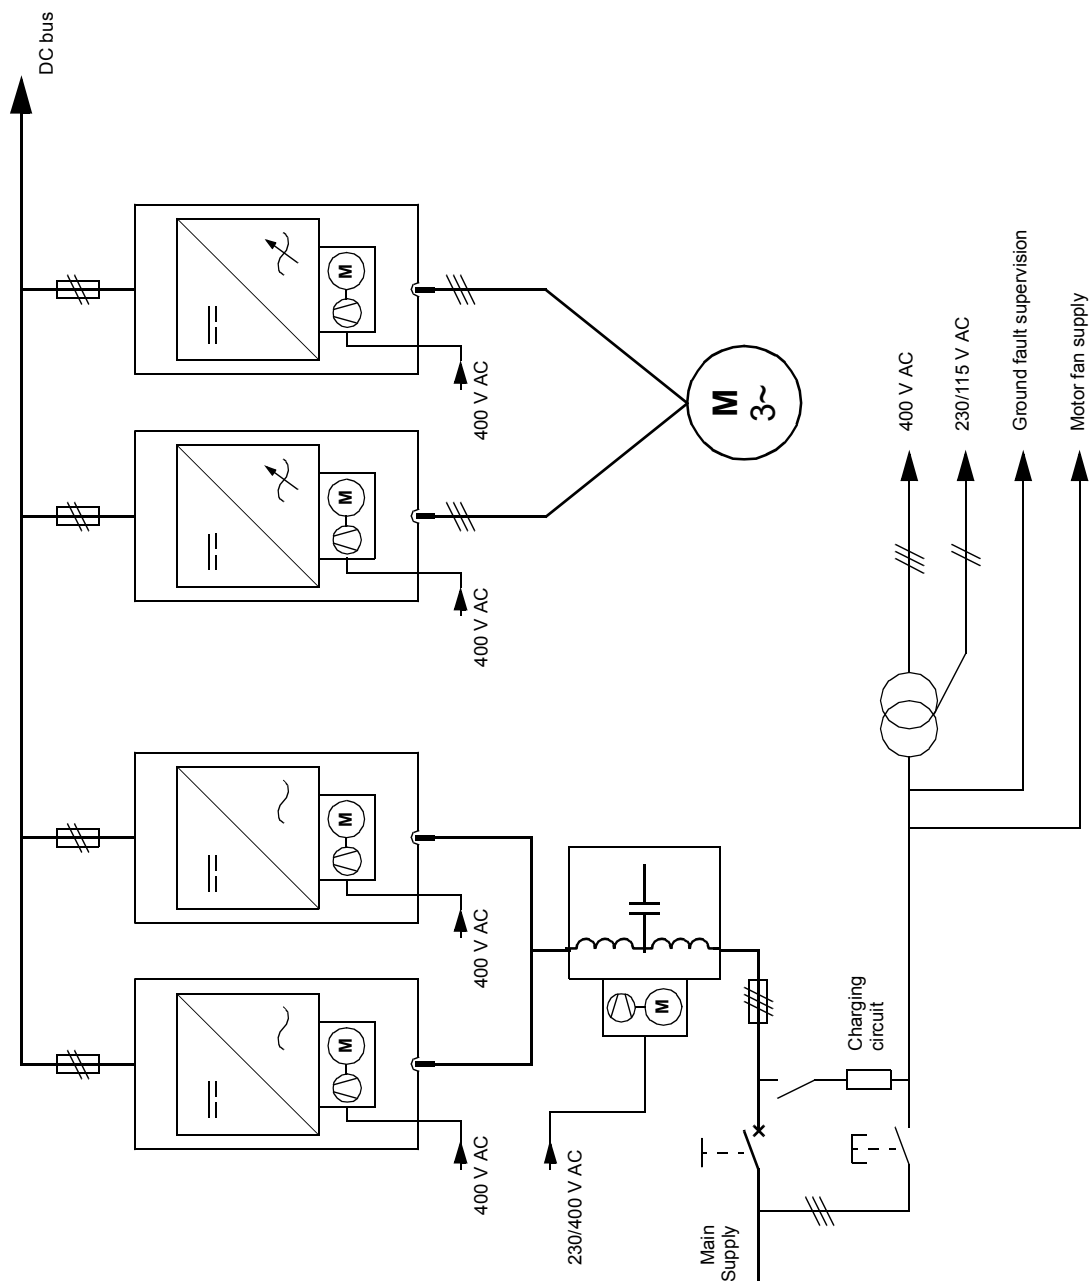 DC bus
M
400 V AC
M
400 V AC
M
3~
M
400 V AC
M
400 V AC
M
230/400 V AC
Main
Supply
Charging
circuit
400 V AC
230/115 V AC
Ground fault supervision
Motor fan supply